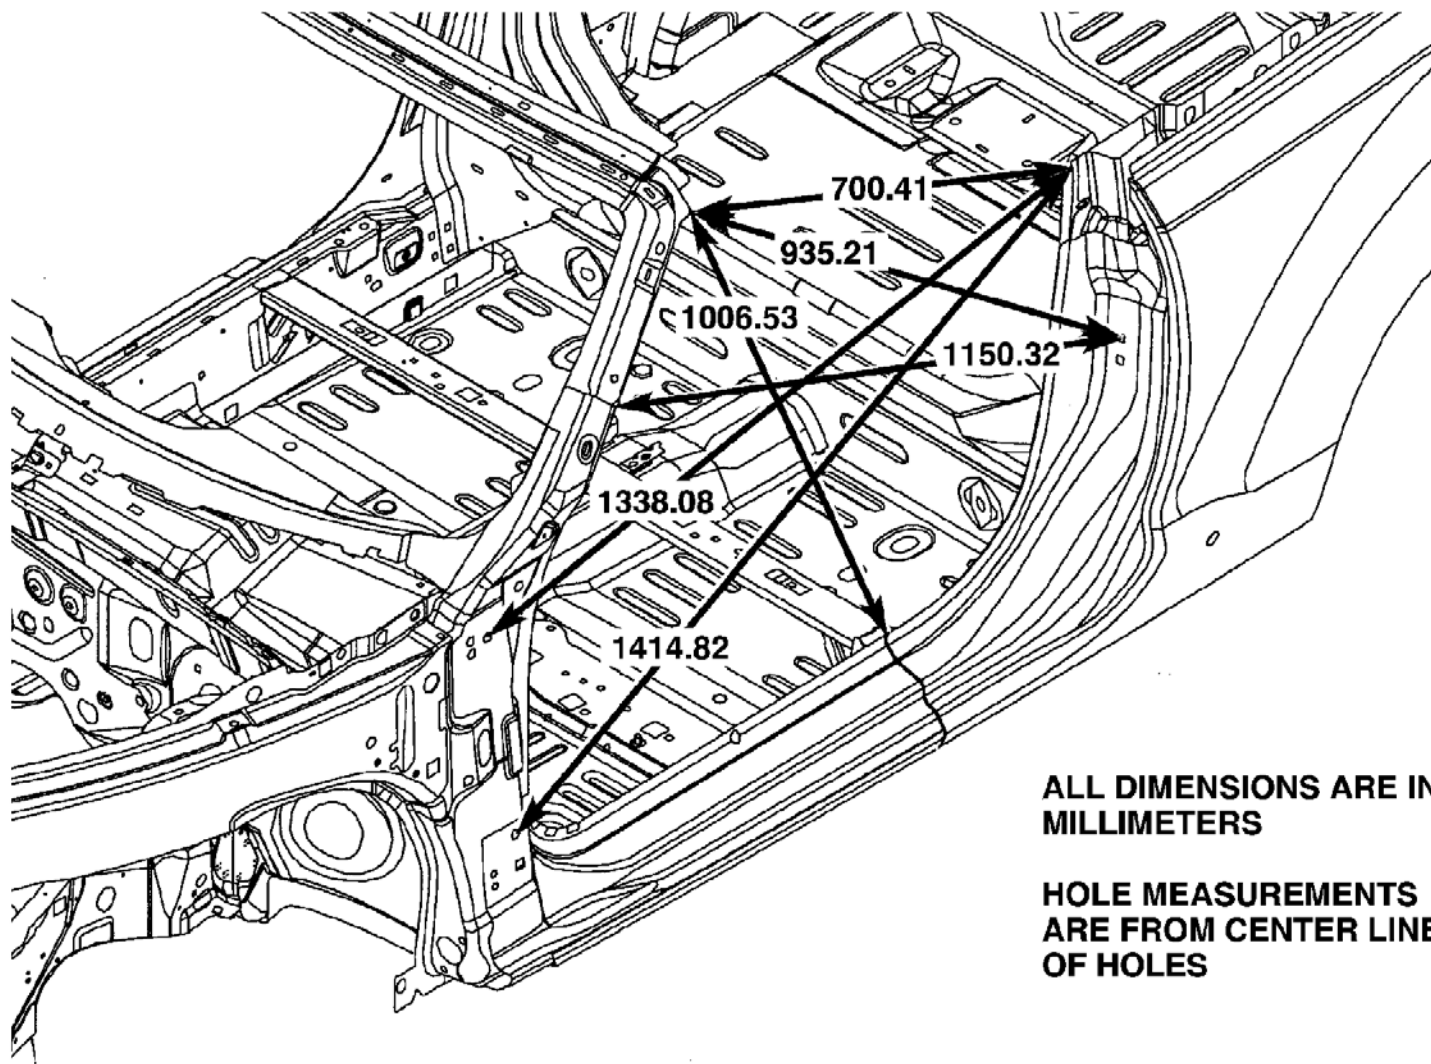 700.41
935.21
1006.53
1150.32
1338.08
1414.82
ALL DIMENSIONS ARE IN
MILLIMETERS
HOLE MEASUREMENTS
ARE FROM CENTER LINE
OF HOLES